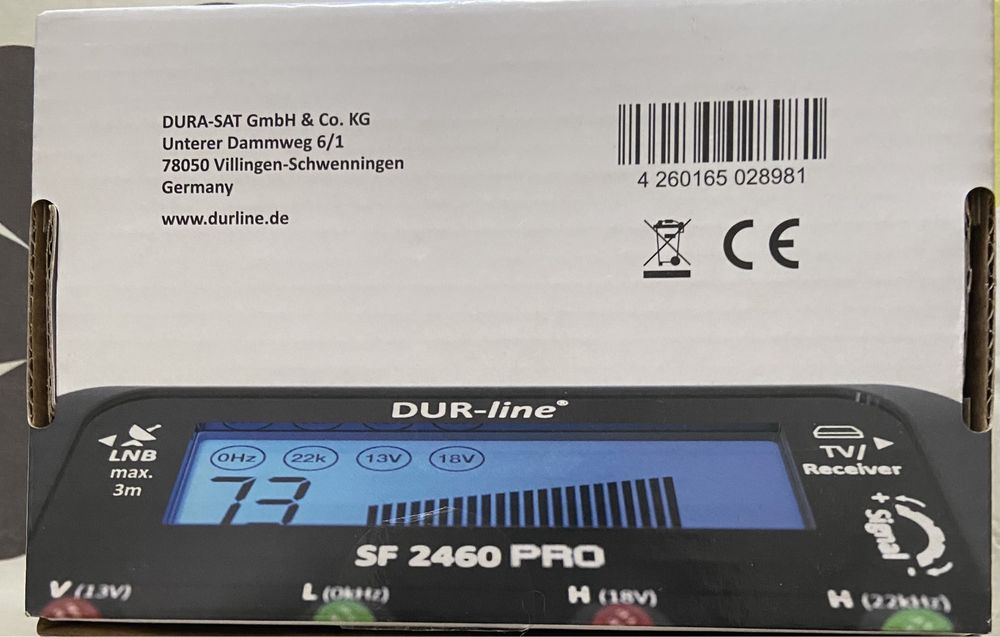 DURA-SAT GmbH & Co. KG
Unterer Dammweg 6/1
78050 Villingen-Schwenningen
Germany
www.durline.de
4 260165 028981
CE
DUR-line®
LNB
max.
3m
0Hz 22k 13V 18V
73
TV/
Receiver
+ Signal -
SF 2460 PRO
V (13V) L (0kHz) H (18V) H (22kHz)